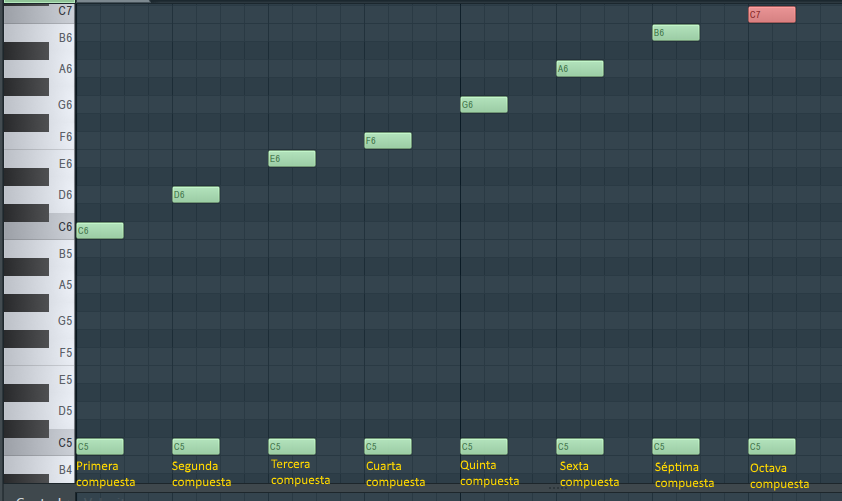 C7
C7
B6
B6
A6
A6
G6
G6
F6
F6
E6
E6
D6
D6
C6
C6
B5
A5
G5
F5
E5
D5
C5
C5 C5 C5 C5 C5 C5 C5 C5
B4
Primera compuesta
Segunda compuesta
Tercera compuesta
Cuarta compuesta
Quinta compuesta
Sexta compuesta
Séptima compuesta
Octava compuesta